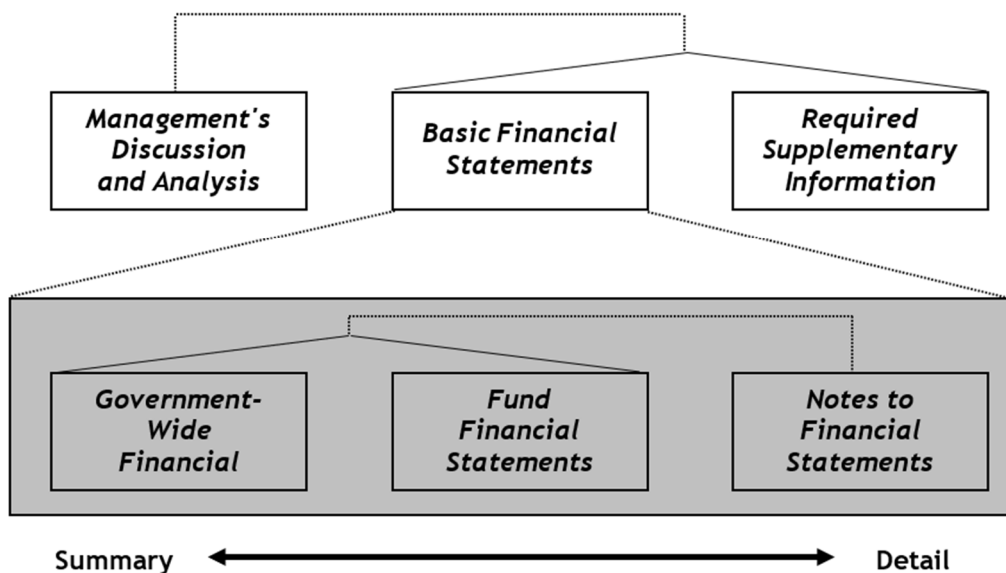 Management's
Discussion
and Analysis
Basic Financial
Statements
Required
Supplementary
Information
Government-
Wide
Financial
Fund
Financial
Statements
Notes to
Financial
Statements
Summary
Detail